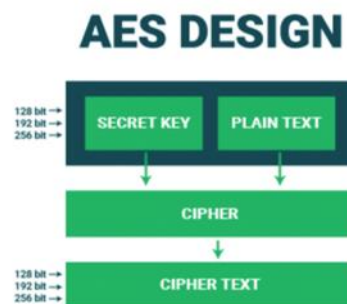 AES DESIGN
128 bit →
192 bit →
256 bit →
SECRET KEY
PLAIN TEXT
CIPHER
CIPHER TEXT
128 bit →
192 bit →
256 bit →